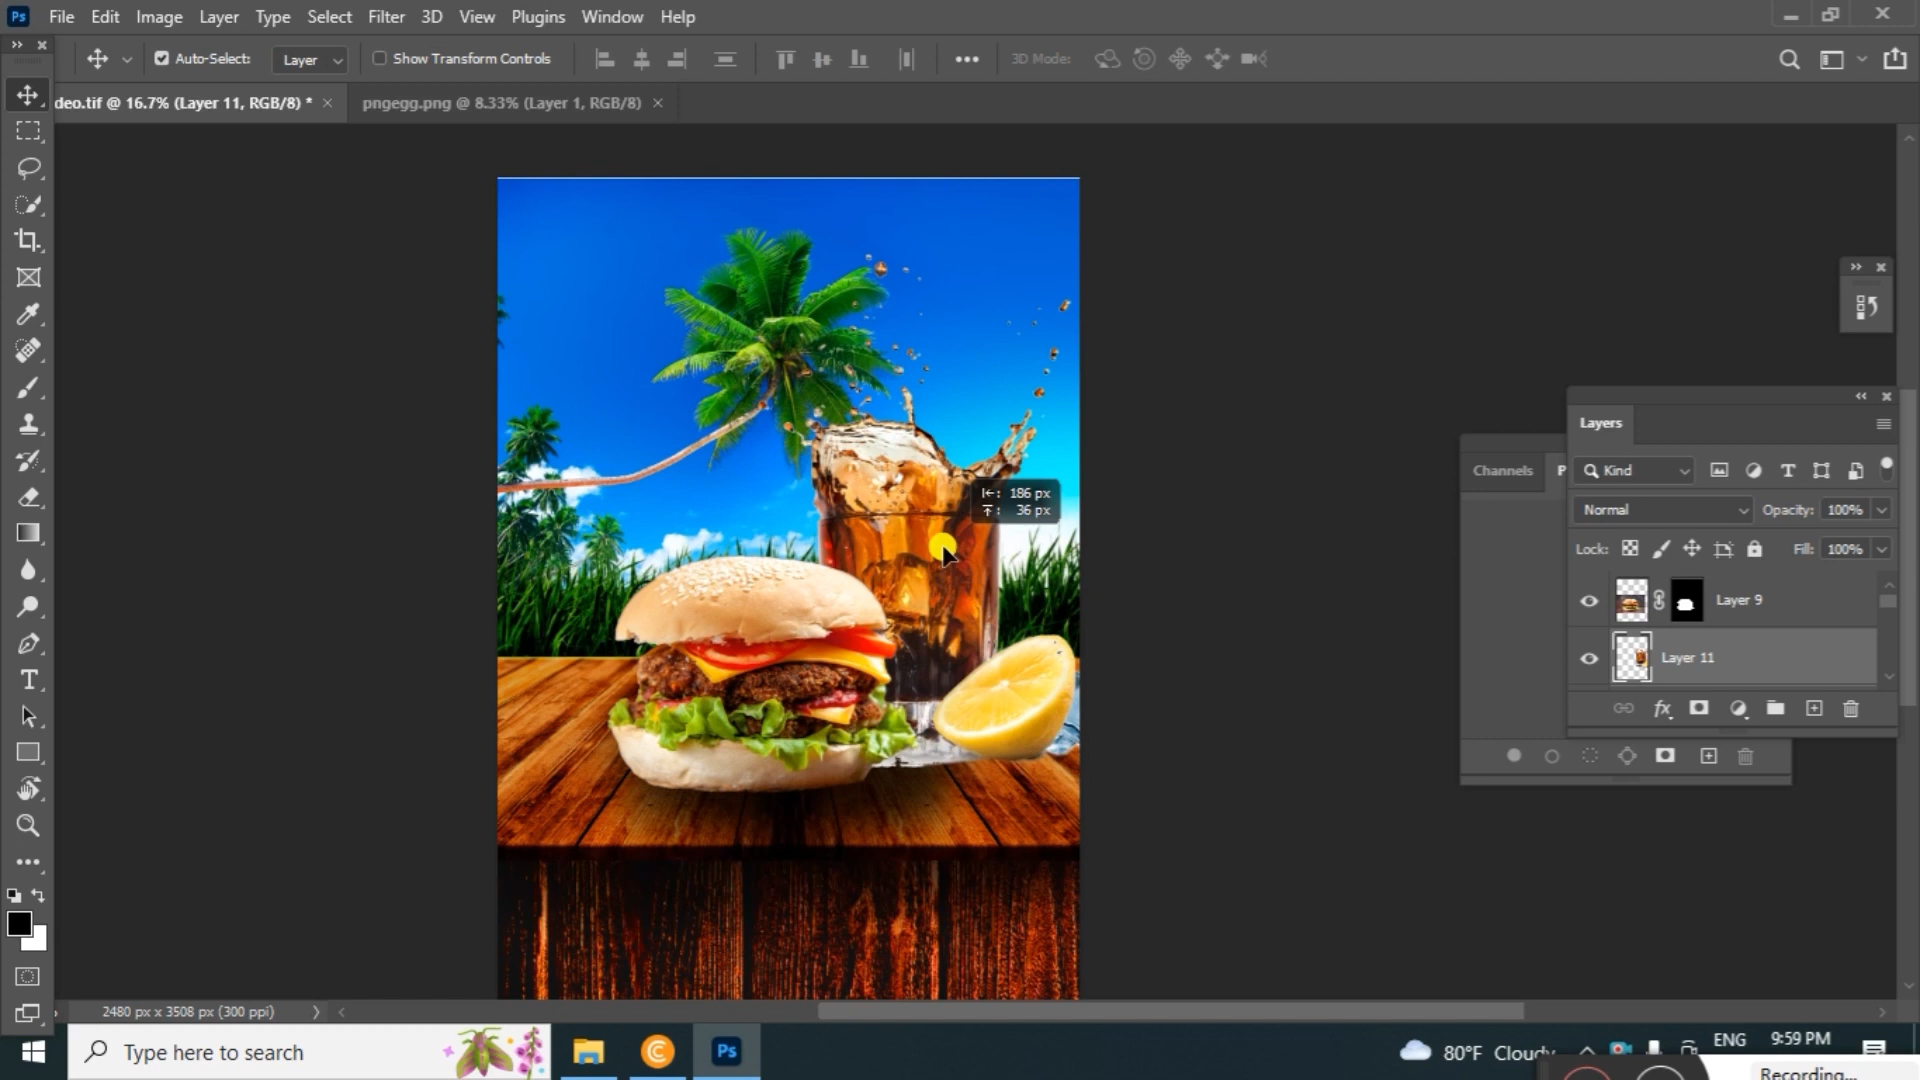 Ps File Edit Image Layer Type Select Filter 3D View Plugins Window Help
Auto-Select: Layer Show Transform Controls 3D Mode:
deo.tif @ 16.7% (Layer 11, RGB/8) * pngegg.png @ 8.33% (Layer 1, RGB/8)
186 px
36 px
Layers
Channels P
Kind
Normal Opacity: 100%
Lock: Fill: 100%
Layer 9
Layer 11
2480 px x 3508 px (300 ppi)
Type here to search Ps 80°F Cloudy ENG 9:59 PM
Recording...